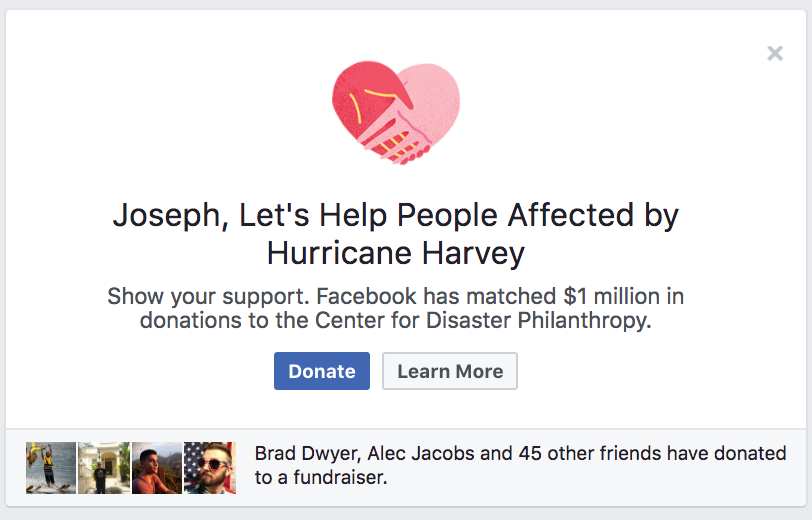 Joseph, Let's Help People Affected by
Hurricane Harvey
Show your support. Facebook has matched $1 million in
donations to the Center for Disaster Philanthropy.
Donate
Learn More
Brad Dwyer, Alec Jacobs and 45 other friends have donated
to a fundraiser.